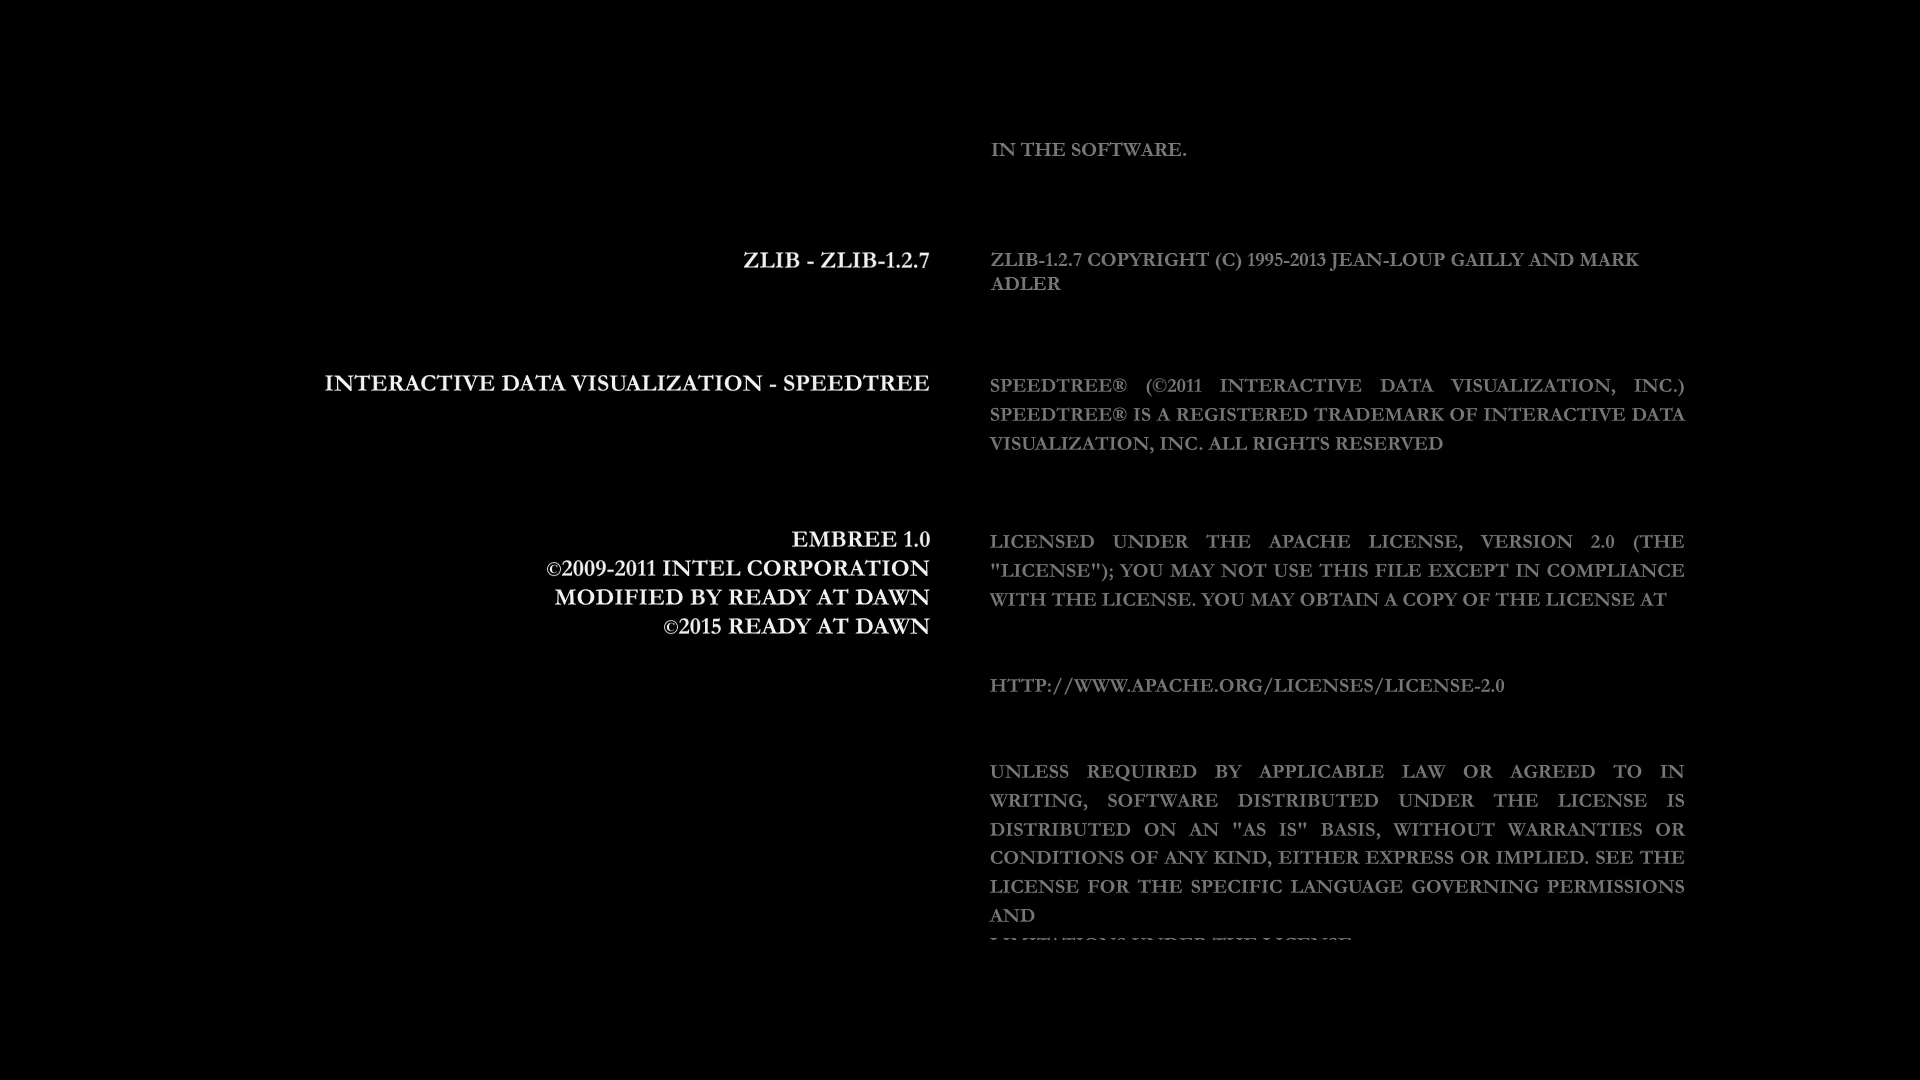 IN THE SOFTWARE.
ZLIB - ZLIB-1.2.7
ZLIB-1.2.7 COPYRIGHT (C) 1995-2013 JEAN-LOUP GAILLY AND MARK
ADLER
INTERACTIVE DATA VISUALIZATION - SPEEDTREE
SPEEDTREE® (©2011 INTERACTIVE DATA VISUALIZATION, INC.)
SPEEDTREE® IS A REGISTERED TRADEMARK OF INTERACTIVE DATA
VISUALIZATION, INC. ALL RIGHTS RESERVED
EMBREE 1.0
©2009-2011 INTEL CORPORATION
MODIFIED BY READY AT DAWN
©2015 READY AT DAWN
LICENSED UNDER THE APACHE LICENSE, VERSION 2.0 (THE
"LICENSE"); YOU MAY NOT USE THIS FILE EXCEPT IN COMPLIANCE
WITH THE LICENSE. YOU MAY OBTAIN A COPY OF THE LICENSE AT
HTTP://WWW.APACHE.ORG/LICENSES/LICENSE-2.0
UNLESS REQUIRED BY APPLICABLE LAW OR AGREED TO IN
WRITING, SOFTWARE DISTRIBUTED UNDER THE LICENSE IS
DISTRIBUTED ON AN "AS IS" BASIS, WITHOUT WARRANTIES OR
CONDITIONS OF ANY KIND, EITHER EXPRESS OR IMPLIED. SEE THE
LICENSE FOR THE SPECIFIC LANGUAGE GOVERNING PERMISSIONS
AND